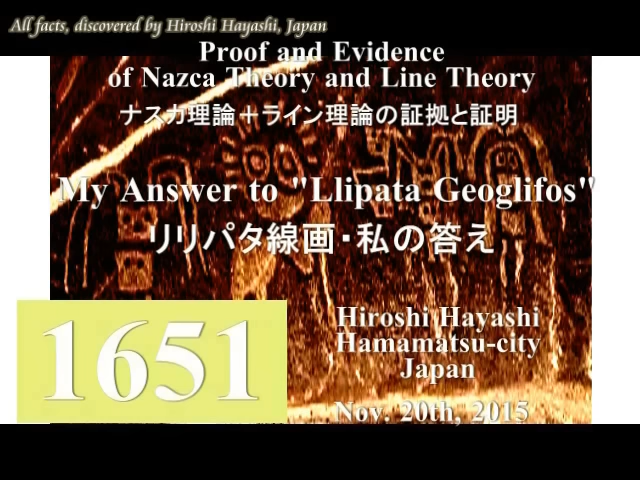 All facts, discovered by Hiroshi Hayashi, Japan
Proof and Evidence
of Nazca Theory and Line Theory
ナスカ理論＋ライン理論の証拠と証明
My Answer to "Llipata Geoglifos"
リリパタ線画・私の答え
1651
Hiroshi Hayashi
Hamamatsu-city
Japan
Nov. 20th, 2015